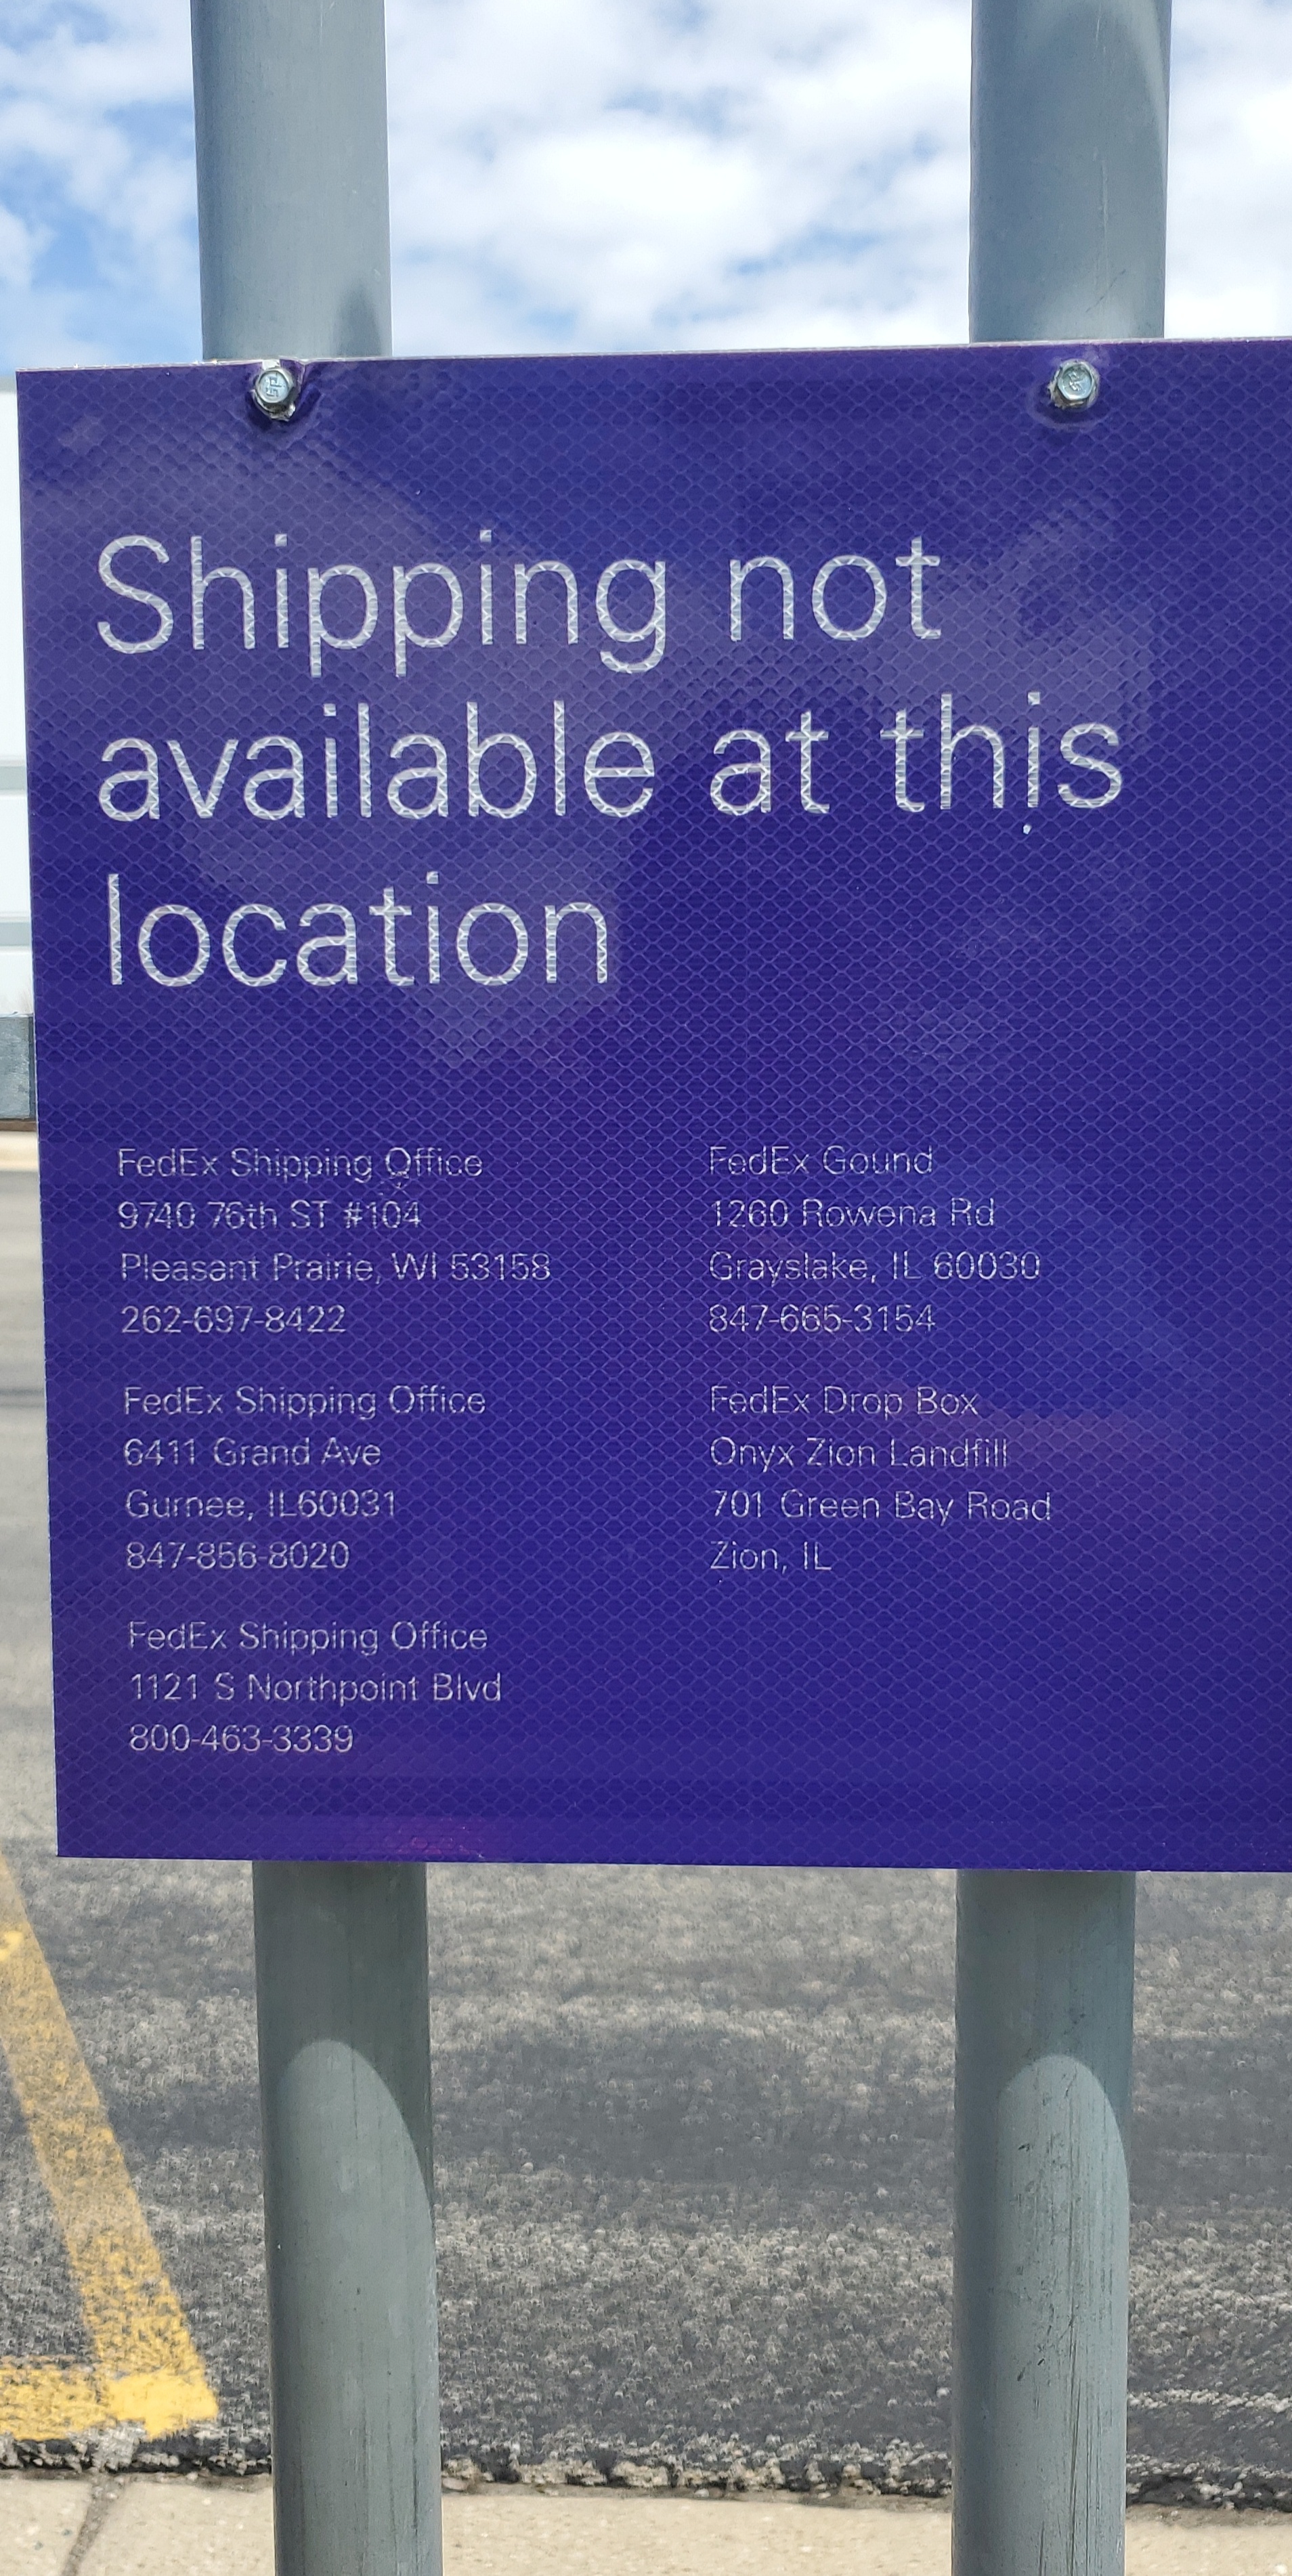 Shipping not
available at this
location
FedEx Shipping Office
9740 76th ST #104
Pleasant Prairie, WI 53158
262-697-8422
FedEx Shipping Office
6411 Grand Ave
Gurnee, IL60031
847-856-8020
FedEx Shipping Office
1121 S Northpoint Blvd
800-463-3339
FedEx Gound
1260 Rowena Rd
Grayslake, IL 60030
847-665-3154
FedEx Drop Box
Onyx Zion Landfill
701 Green Bay Road
Zion, IL